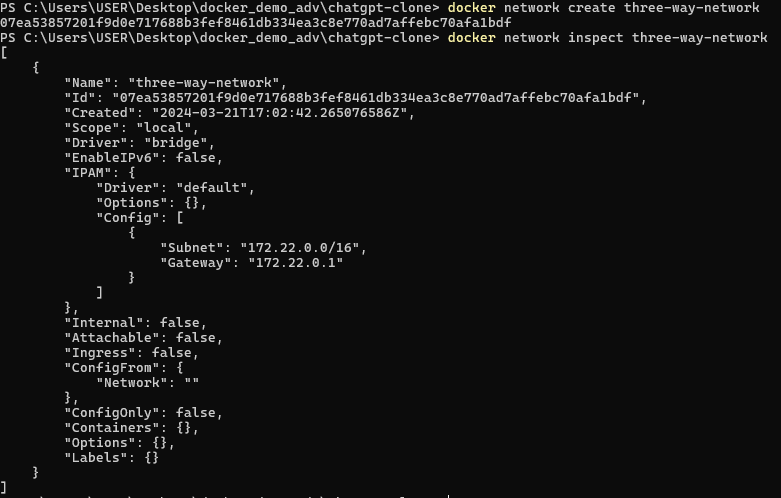 PS C:\Users\USER\Desktop\docker_demo_adv\chatgpt-clone> docker network create three-way-network
07ea53857201f9d0e717688b3fef8461db334ea3c8e770ad7affebc70afa1bdf
PS C:\Users\USER\Desktop\docker_demo_adv\chatgpt-clone> docker network inspect three-way-network
[
    {
        "Name": "three-way-network",
        "Id": "07ea53857201f9d0e717688b3fef8461db334ea3c8e770ad7affebc70afa1bdf",
        "Created": "2024-03-21T17:02:42.265076586Z",
        "Scope": "local",
        "Driver": "bridge",
        "EnableIPv6": false,
        "IPAM": {
            "Driver": "default",
            "Options": {},
            "Config": [
                {
                    "Subnet": "172.22.0.0/16",
                    "Gateway": "172.22.0.1"
                }
            ]
        },
        "Internal": false,
        "Attachable": false,
        "Ingress": false,
        "ConfigFrom": {
            "Network": ""
        },
        "ConfigOnly": false,
        "Containers": {},
        "Options": {},
        "Labels": {}
    }
]